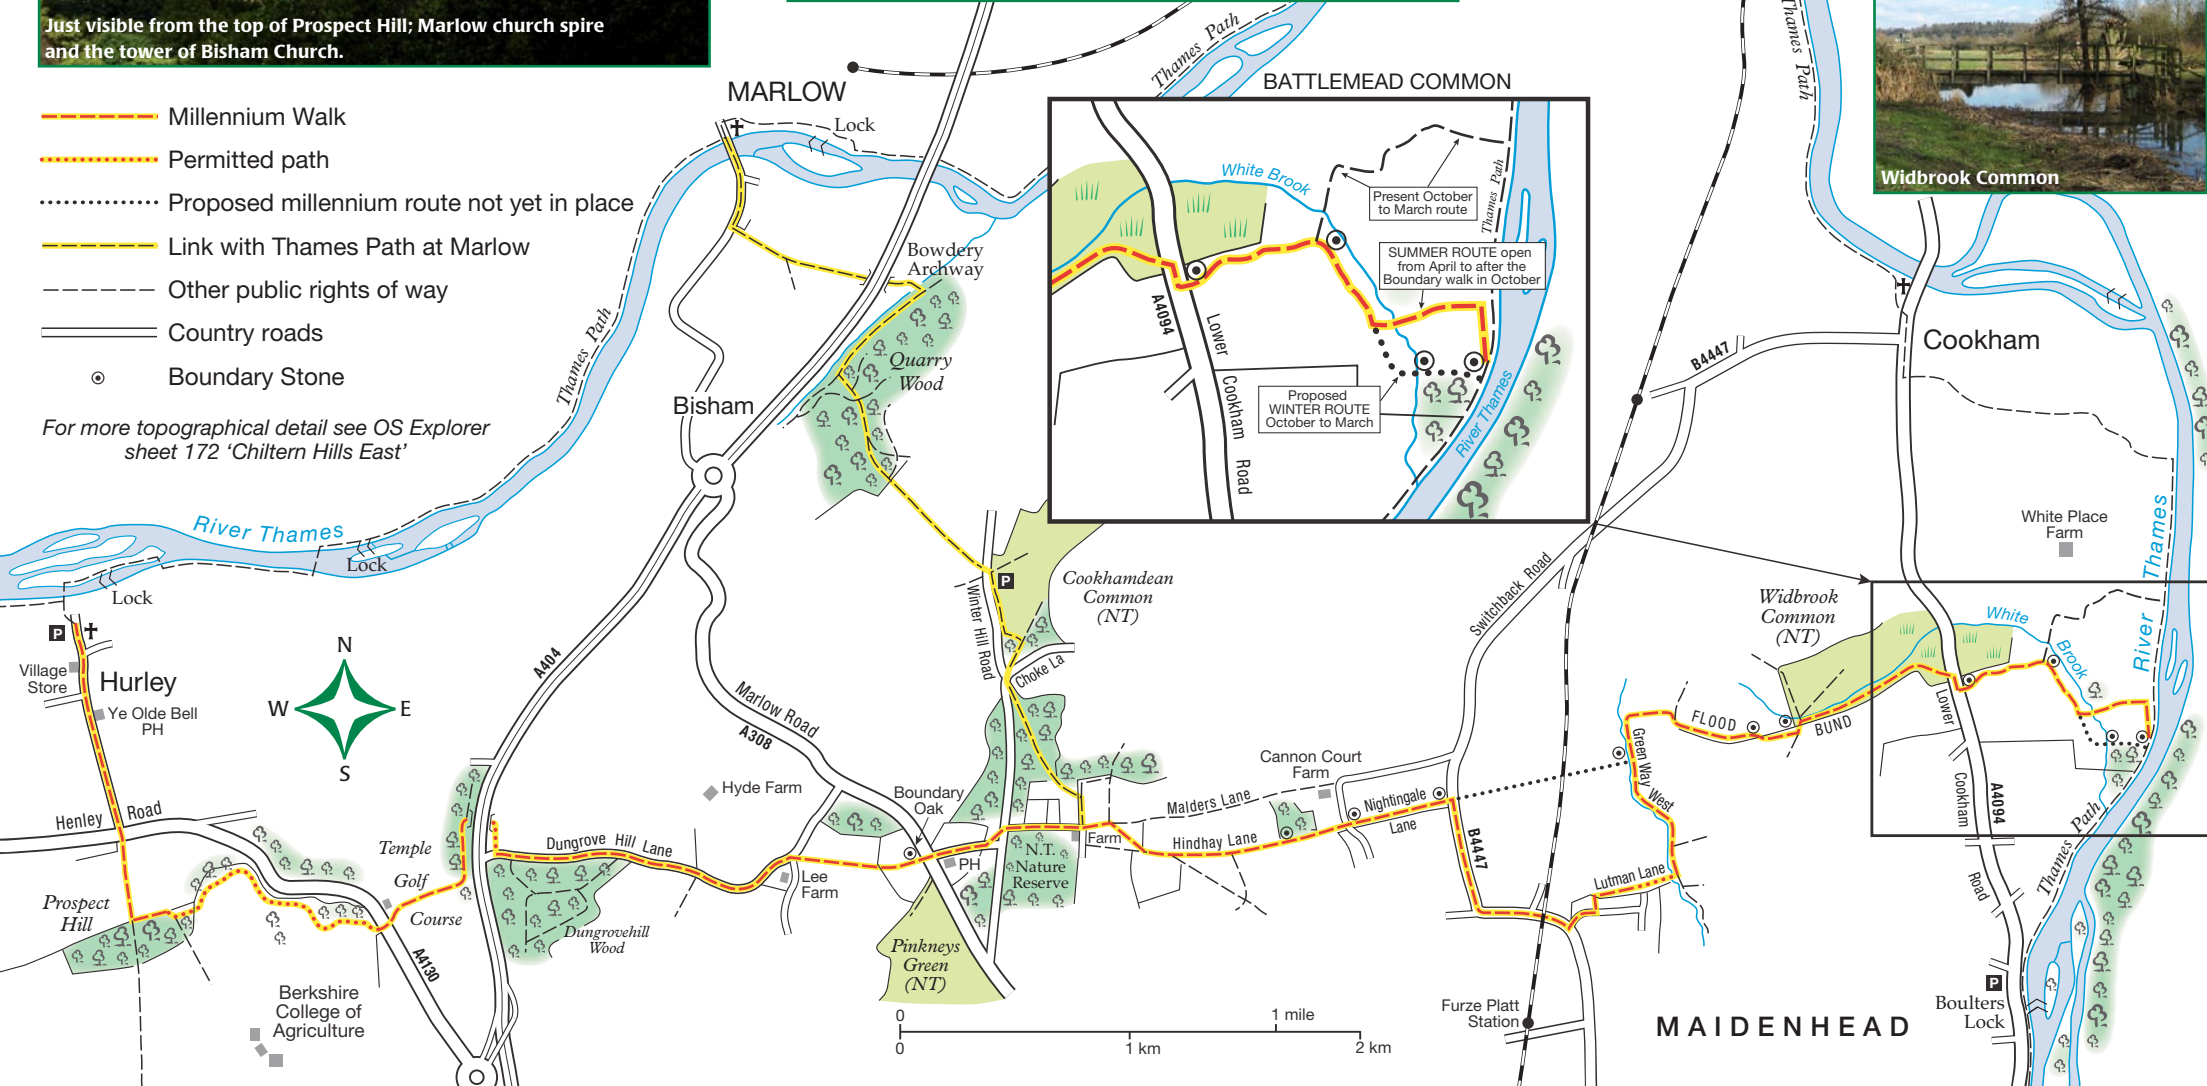 Just visible from the top of Prospect Hill; Marlow church spire
and the tower of Bisham Church.
Millennium Walk
Permitted path
Proposed millennium route not yet in place
Link with Thames Path at Marlow
Other public rights of way
Country roads
Boundary Stone
For more topographical detail see OS Explorer
sheet 172 ‘Chiltern Hills East’
MARLOW
Lock
Thames Path
Thames Path
Bowdery
Archway
Quarry
Wood
Bisham
River Thames
Lock
Lock
P
Village
Store
Hurley
Ye Olde Bell
PH
N
W
E
S
Henley Road
Prospect
Hill
Temple
Golf
Course
A404
A4130
Berkshire
College of
Agriculture
Dungrove Hill Lane
Dungrovehill
Wood
Hyde Farm
Marlow Road
A308
Lee
Farm
Boundary
Oak
PH
Pinkneys
Green
(NT)
N.T.
Nature
Reserve
Farm
P
Winter Hill Road
Choke La
Cookhamdean
Common
(NT)
Malders Lane
Hindhay Lane
Cannon Court
Farm
Nightingale
Lane
B4447
Switchback Road
Lutman Lane
Green Way
West
FLOOD
BUND
Furze Platt
Station
0
1 mile
0
1 km
2 km
MAIDENHEAD
BATTLEMEAD COMMON
White Brook
Present October
to March route
Thames Path
SUMMER ROUTE open
from April to after the
Boundary walk in October
A4094
Lower
Cookham
Road
Proposed
WINTER ROUTE
October to March
River Thames
Thames Path
Widbrook Common
B4447
Cookham
White Place
Farm
River Thames
Widbrook
Common
(NT)
White
Brook
River
Lower
Cookham
Road
A4094
Thames Path
P
Boulters
Lock